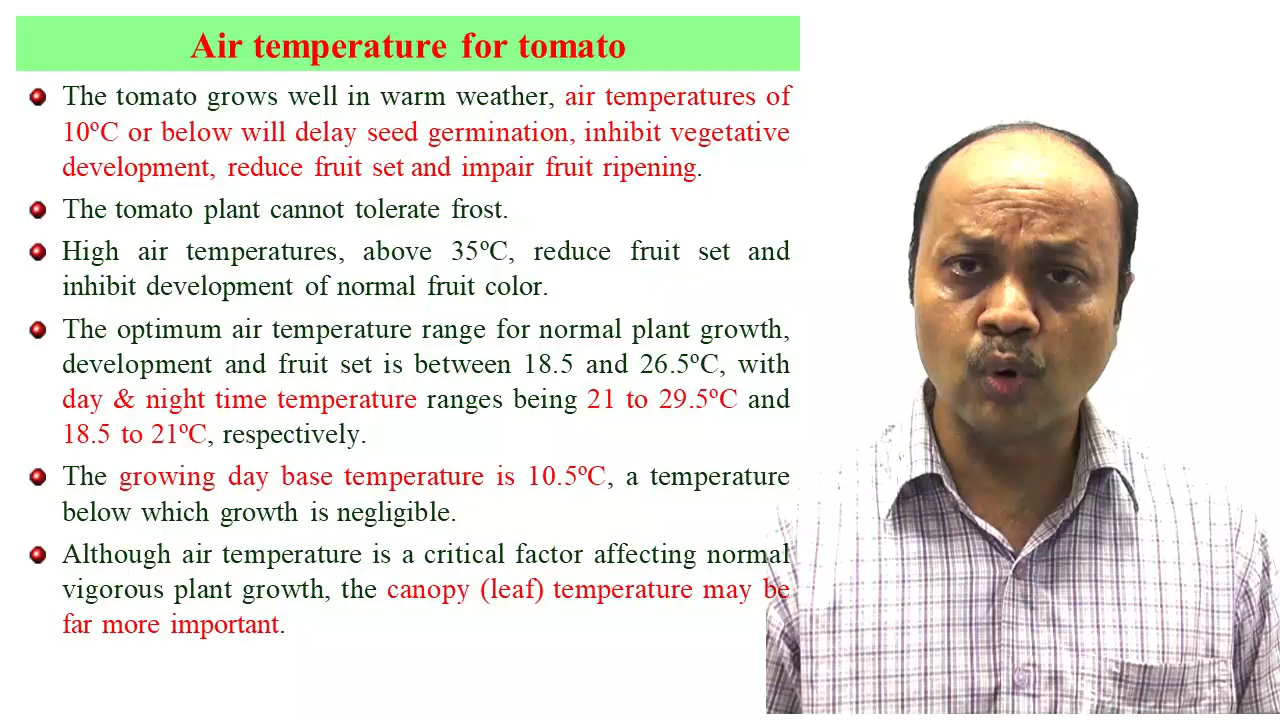 Air temperature for tomato
The tomato grows well in warm weather, air temperatures of
10ºC or below will delay seed germination, inhibit vegetative
development, reduce fruit set and impair fruit ripening.
The tomato plant cannot tolerate frost.
High air temperatures, above 35ºC, reduce fruit set and
inhibit development of normal fruit color.
The optimum air temperature range for normal plant growth,
development and fruit set is between 18.5 and 26.5ºC, with
day & night time temperature ranges being 21 to 29.5ºC and
18.5 to 21ºC, respectively.
The growing day base temperature is 10.5ºC, a temperature
below which growth is negligible.
Although air temperature is a critical factor affecting normal
vigorous plant growth, the canopy (leaf) temperature may be
far more important.